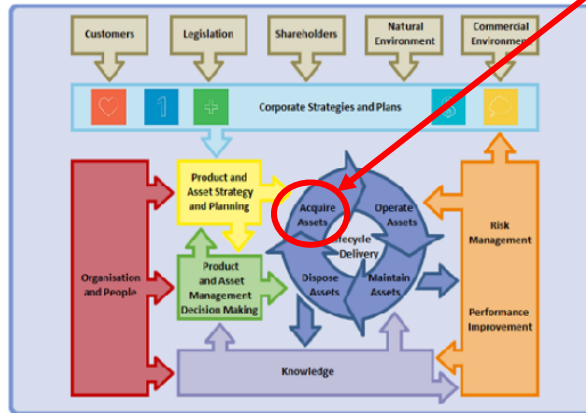 Customers
Legislation
Shareholders
Natural
Environment
Commercial
Environment
1
+
Corporate Strategies and Plans
$
Product and
Asset Strategy
and Planning
Acquire
Assets
Operate
Assets
Lifecycle
Delivery
Dispose
Assets
Maintain
Assets
Organisation
and People
Product
and Asset
Management
Decision Making
Risk
Management
Performance
Improvement
Knowledge